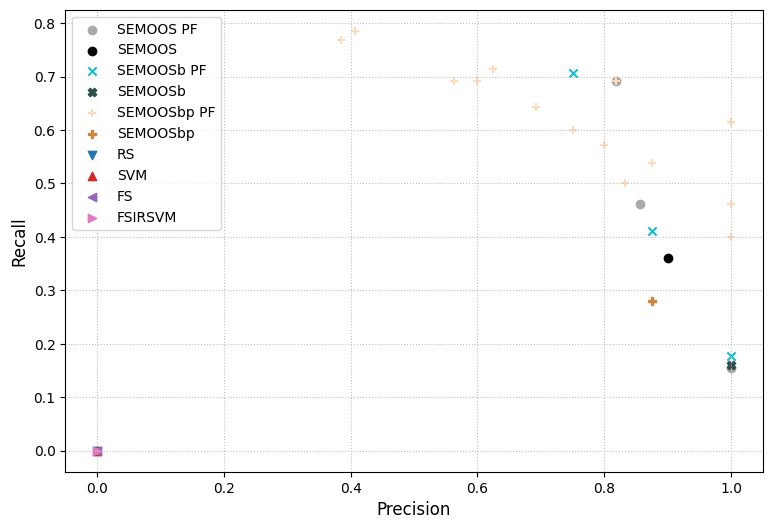 0.8
0.7
0.6
0.5
0.4
0.3
0.2
0.1
0.0
Recall
SEMOOS PF
SEMOOS
SEMOOSb PF
SEMOOSb
SEMOOSbp PF
SEMOOSbp
RS
SVM
FS
FSIRSVM
0.0 0.2 0.4 0.6 0.8 1.0
Precision